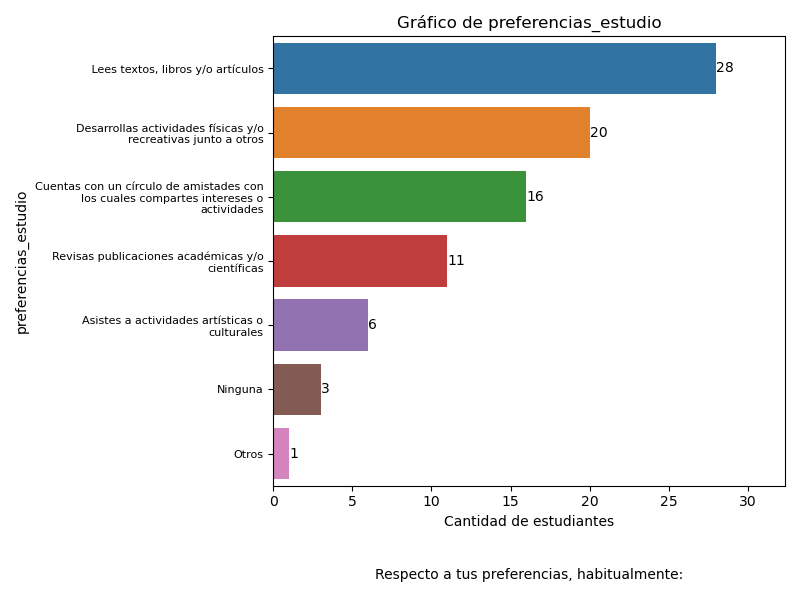 Gráfico de preferencias_estudio
Lees textos, libros y/o artículos
28
Desarrollas actividades físicas y/o
recreativas junto a otros
20
Cuentas con un círculo de amistades con
los cuales compartes intereses o
actividades
16
Revisas publicaciones académicas y/o
científicas
11
Asistes a actividades artísticas o
culturales
6
Ninguna
3
Otros
1
preferencias_estudio
0 5 10 15 20 25 30
Cantidad de estudiantes
Respecto a tus preferencias, habitualmente: